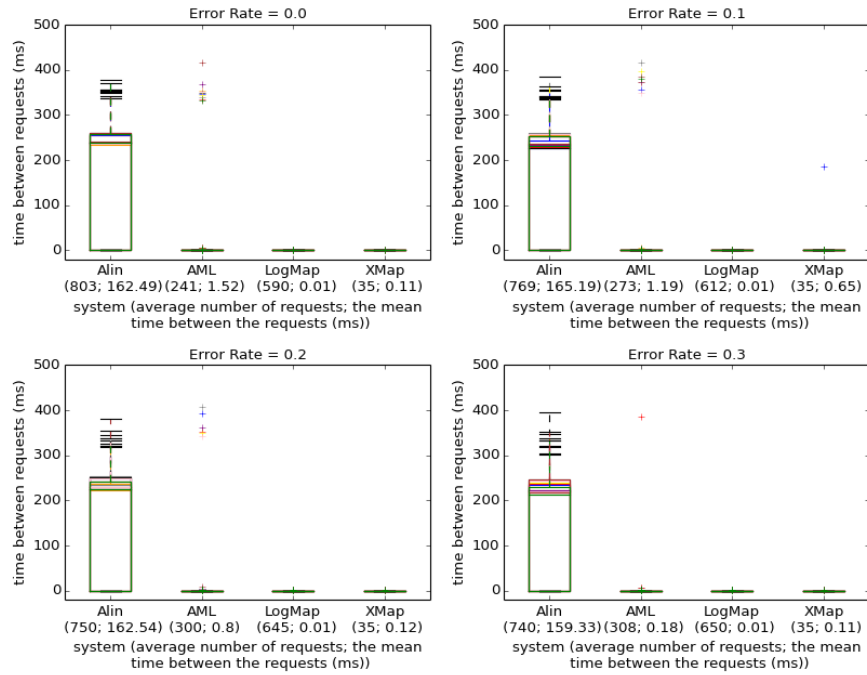 Error Rate = 0.0
500
400
300
200
100
0
time between requests (ms)
Alin AML LogMap XMap
(803; 162.49) (241; 1.52) (590; 0.01) (35; 0.11)
system (average number of requests; the mean
time between the requests (ms))
Error Rate = 0.1
500
400
300
200
100
0
time between requests (ms)
Alin AML LogMap XMap
(769; 165.19) (273; 1.19) (612; 0.01) (35; 0.65)
system (average number of requests; the mean
time between the requests (ms))
Error Rate = 0.2
500
400
300
200
100
0
time between requests (ms)
Alin AML LogMap XMap
(750; 162.54) (300; 0.8) (645; 0.01) (35; 0.12)
system (average number of requests; the mean
time between the requests (ms))
Error Rate = 0.3
500
400
300
200
100
0
time between requests (ms)
Alin AML LogMap XMap
(740; 159.33) (308; 0.18) (650; 0.01) (35; 0.11)
system (average number of requests; the mean
time between the requests (ms))